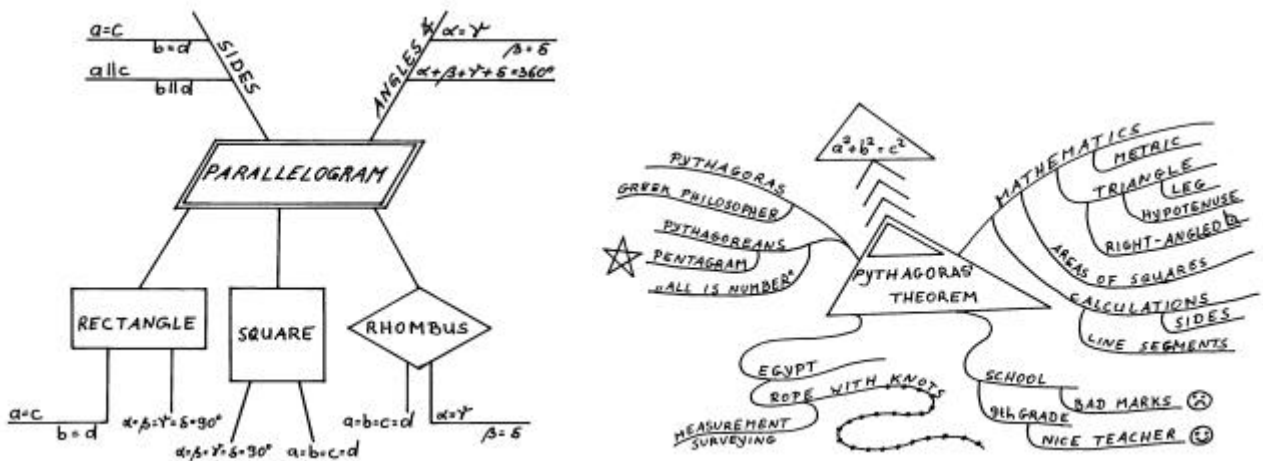 a=c
b=d
a||c
b||d
SIDES
ANGLES
α=γ
β=δ
α+β+γ+δ=360°
PARALLELOGRAM
RECTANGLE
SQUARE
RHOMBUS
a=c
b=d
α=β=γ=δ=90°
α=β=γ=δ=90°
a=b=c=d
a=b=c=d
α=γ
β=δ
a²+b²=c²
PYTHAGORAS'
THEOREM
PYTHAGORAS
GREEK PHILOSOPHER
PYTHAGOREANS
PENTAGRAM
„ALL IS NUMBER"
MATHEMATICS
METRIC
TRIANGLE
LEG
HYPOTENUSE
RIGHT-ANGLED
AREAS OF SQUARES
CALCULATIONS
SIDES
LINE SEGMENTS
EGYPT
ROPE WITH KNOTS
MEASUREMENT
SURVEYING
SCHOOL
BAD MARKS
9th GRADE
NICE TEACHER